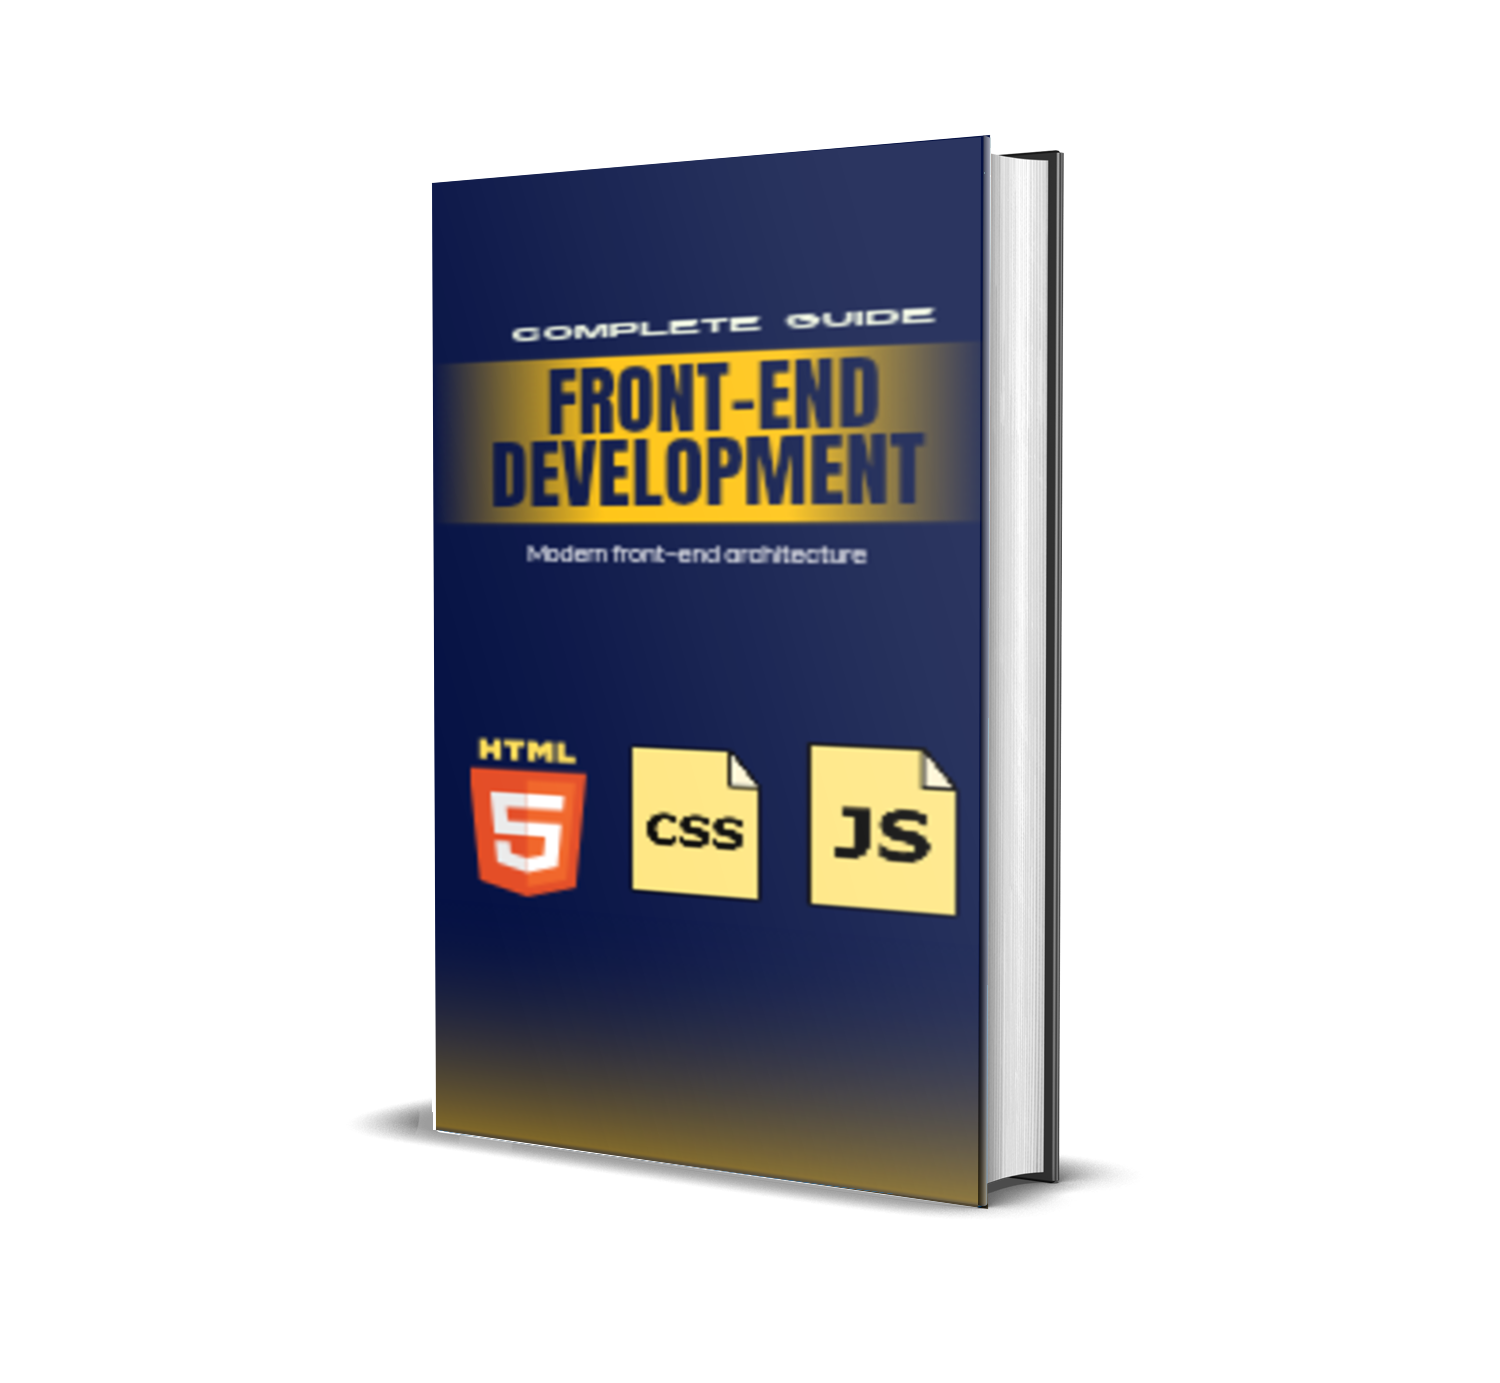 COMPLETE GUIDE
FRONT-END
DEVELOPMENT
Modern front-end architecture
HTML
5
CSS
JS